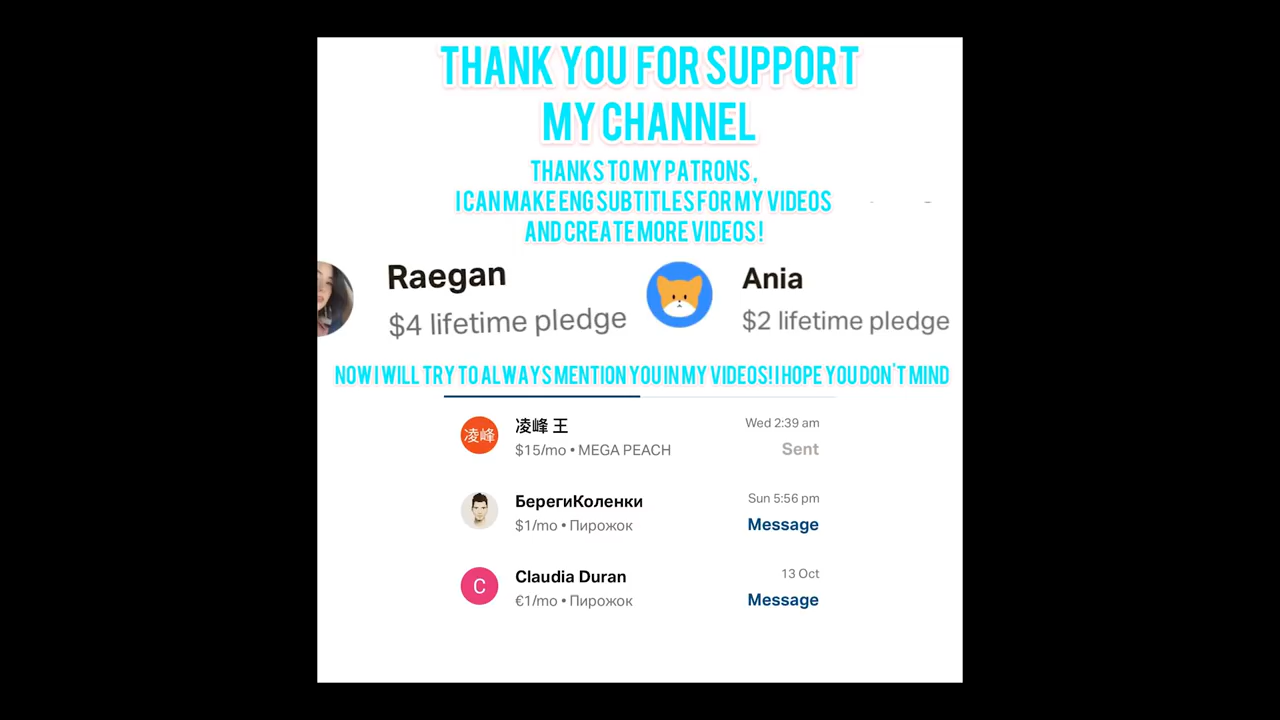 THANK YOU FOR SUPPORT
MY CHANNEL
THANKS TO MY PATRONS ,
I CAN MAKE ENG SUBTITLES FOR MY VIDEOS
AND CREATE MORE VIDEOS !
Raegan
$4 lifetime pledge
Ania
$2 lifetime pledge
NOW I WILL TRY TO ALWAYS MENTION YOU IN MY VIDEOS! I HOPE YOU DON'T MIND
凌峰
凌峰 王
Wed 2:39 am
$15/mo • MEGA PEACH
Sent
БерегиКоленки
Sun 5:56 pm
$1/mo • Пирожок
Message
C
Claudia Duran
13 Oct
€1/mo • Пирожок
Message